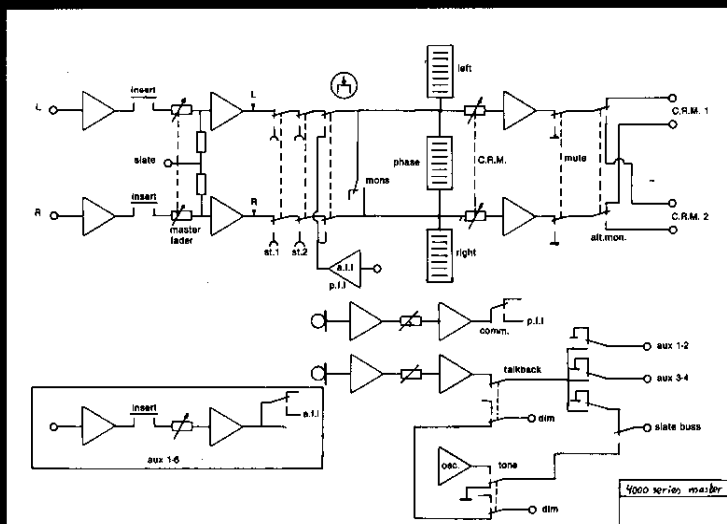 insert
left
L
L
C.R.M. 1
slate
phase
C.R.M.
mute
mons
insert
R
R
C.R.M. 2
master
fader
st.1
st.2
a.f.l
p.f.l
right
alt.mon.
comm.
p.f.l
aux 1-2
talkback
aux 3-4
insert
a.f.l
dim
slate buss
aux 1-6
osc.
tone
dim
4000 series master